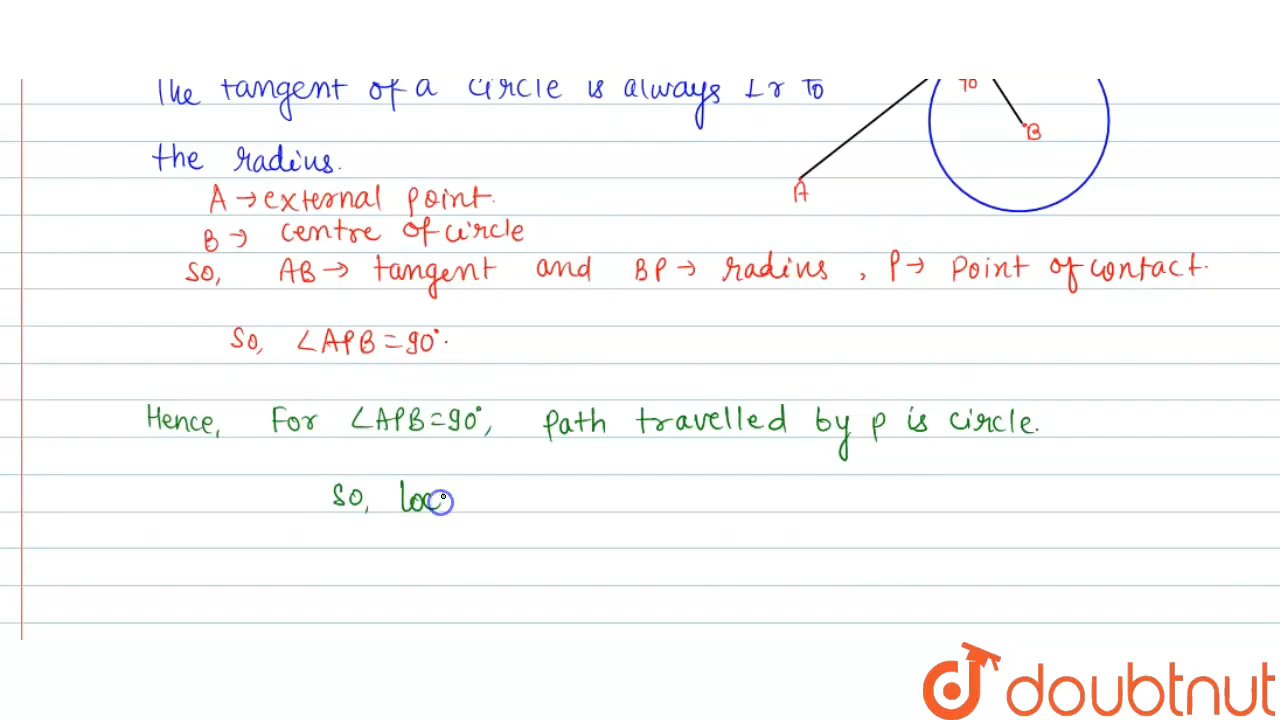 The tangent of a circle is always ⊥r to
the radius.
90
B
A
A → external point.
B → centre of circle
So, AB → tangent and BP → radius, P → Point of contact.
So, ∠APB = 90°.
Hence, For ∠APB = 90°, Path travelled by P is circle.
So, loc
doubtnut